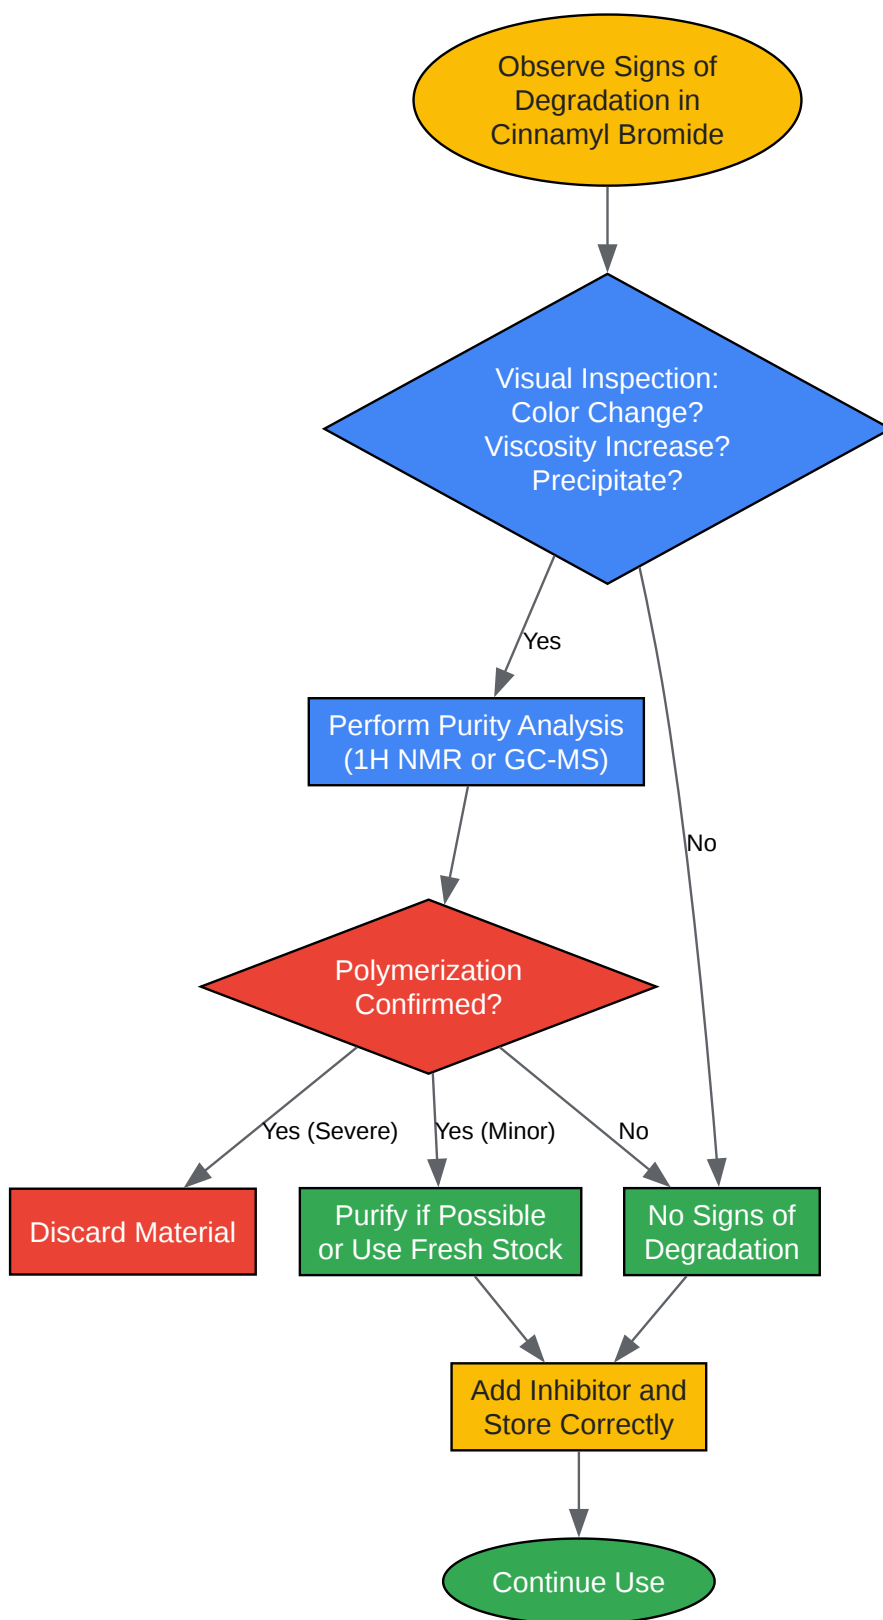 Observe Signs of
Degradation in
Cinnamyl Bromide
Visual Inspection:
Color Change?
Viscosity Increase?
Precipitate?
Yes
Perform Purity Analysis
(1H NMR or GC-MS)
No
Polymerization
Confirmed?
Yes (Severe)
Yes (Minor)
No
Discard Material
Purify if Possible
or Use Fresh Stock
No Signs of
Degradation
Add Inhibitor and
Store Correctly
Continue Use